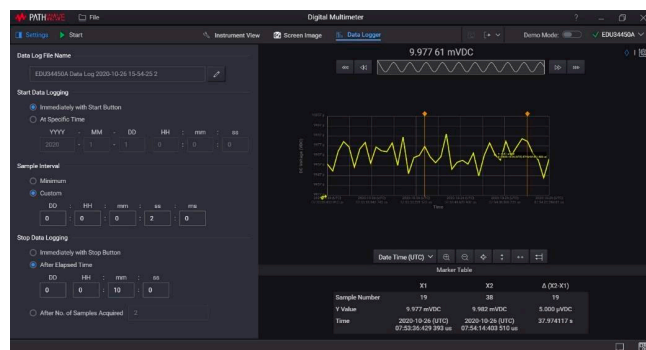 PATHWAVE File Digital Multimeter ?
Settings Start Instrument View Screen Image Data Logger Demo Mode: EDU34450A
Data Log File Name
EDU34450A Data Log 2020-10-26 15-54-25 2
Start Data Logging
Immediately with Start Button
At Specific Time
YYYY - MM - DD HH : mm : ss
2020 - 1 - 1 0 : 0 : 0
Sample Interval
Minimum
Custom
DD : HH : mm : ss : ms
0 : 0 : 0 : 2 : 0
Stop Data Logging
Immediately with Stop Button
After Elapsed Time
DD HH : mm : ss
0 0 : 10 : 0
After No. of Samples Acquired 2
9.977 61 mVDC
Time
Date Time (UTC)
Marker Table
X1 X2 Δ (X2-X1)
Sample Number 19 38 19
Y Value 9.977 mVDC 9.982 mVDC 5.000 µVDC
Time 2020-10-26 (UTC) 2020-10-26 (UTC) 37.974117 s
07:53:36:429 393 us 07:54:14:403 510 us